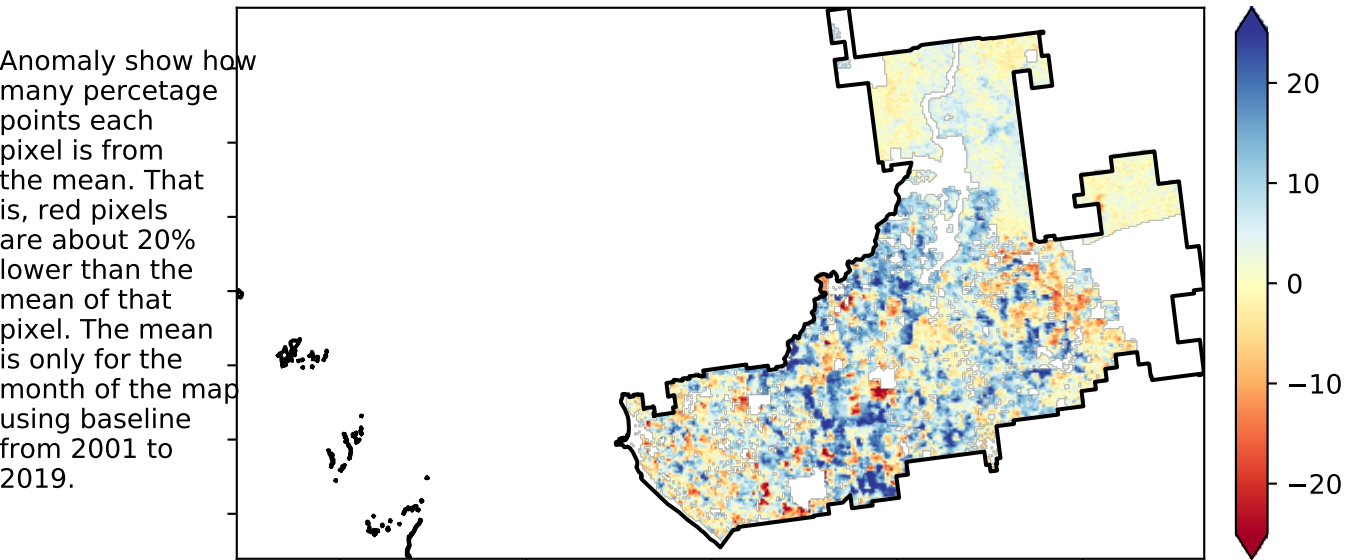 Anomaly show how
many percetage
points each
pixel is from
the mean. That
is, red pixels
are about 20%
lower than the
mean of that
pixel. The mean
is only for the
month of the map
using baseline
from 2001 to
2019.
20
10
0
−10
−20